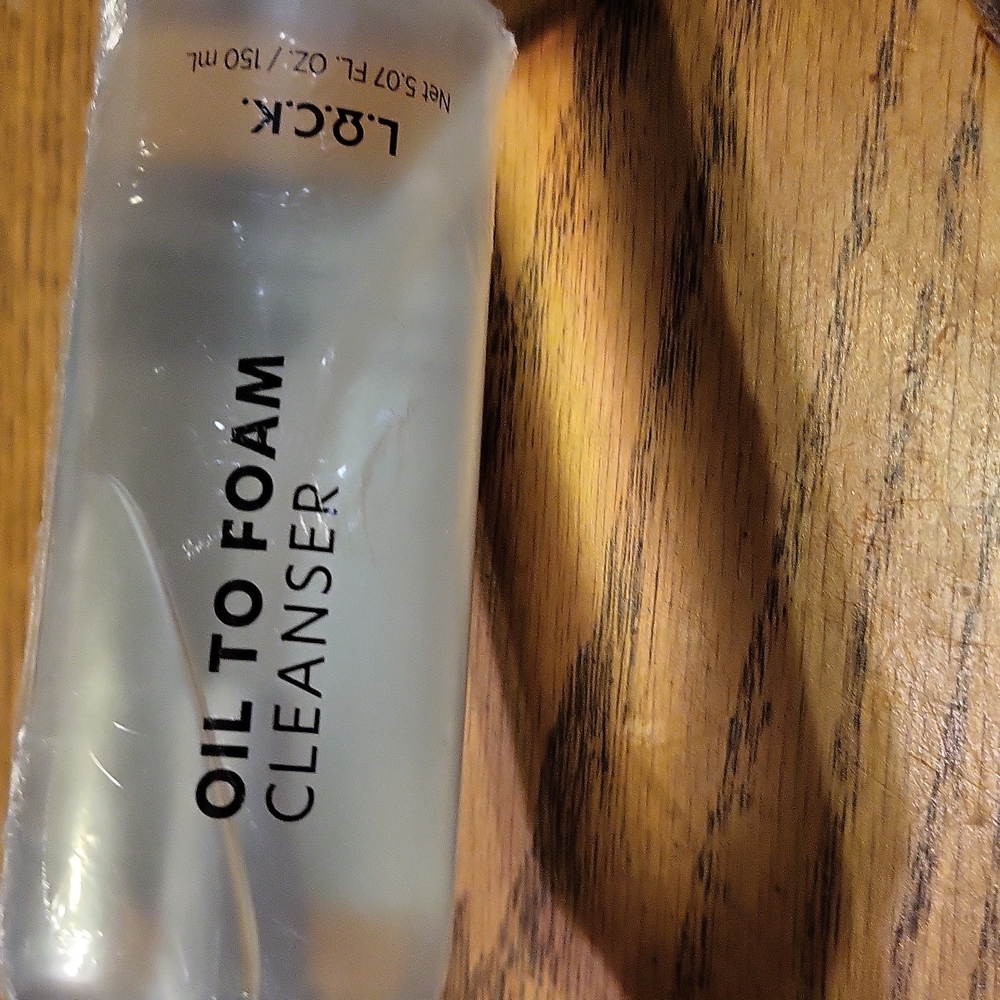 OIL TO FOAM
CLEANSER
L.O.C.K.
Net 5.07 FL. OZ. / 150 mL